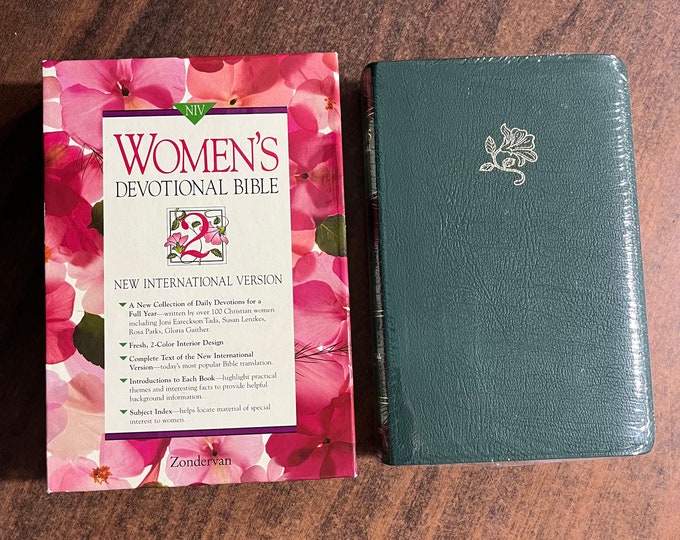 NIV
WOMEN'S
DEVOTIONAL BIBLE
2
NEW INTERNATIONAL VERSION
A New Collection of Daily Devotions for a
Full Year—written by over 100 Christian women
including Joni Eareckson Tada, Susan Lenzkes,
Rosa Parks, Gloria Gaither.
Fresh, 2-Color Interior Design
Complete Text of the New International
Version—today's most popular Bible translation.
Introductions to Each Book—highlight practical
themes and interesting facts to provide helpful
background information.
Subject Index—helps locate material of special
interest to women.
Zondervan